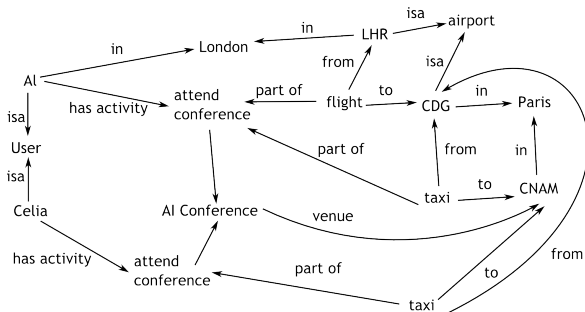 isa
airport
in
LHR
London
from
isa
Al
has activity
attend
conference
part of
flight
to
CDG
in
Paris
isa
User
isa
part of
from
in
Celia
AI Conference
venue
taxi
to
CNAM
has activity
attend
conference
part of
to
from
taxi